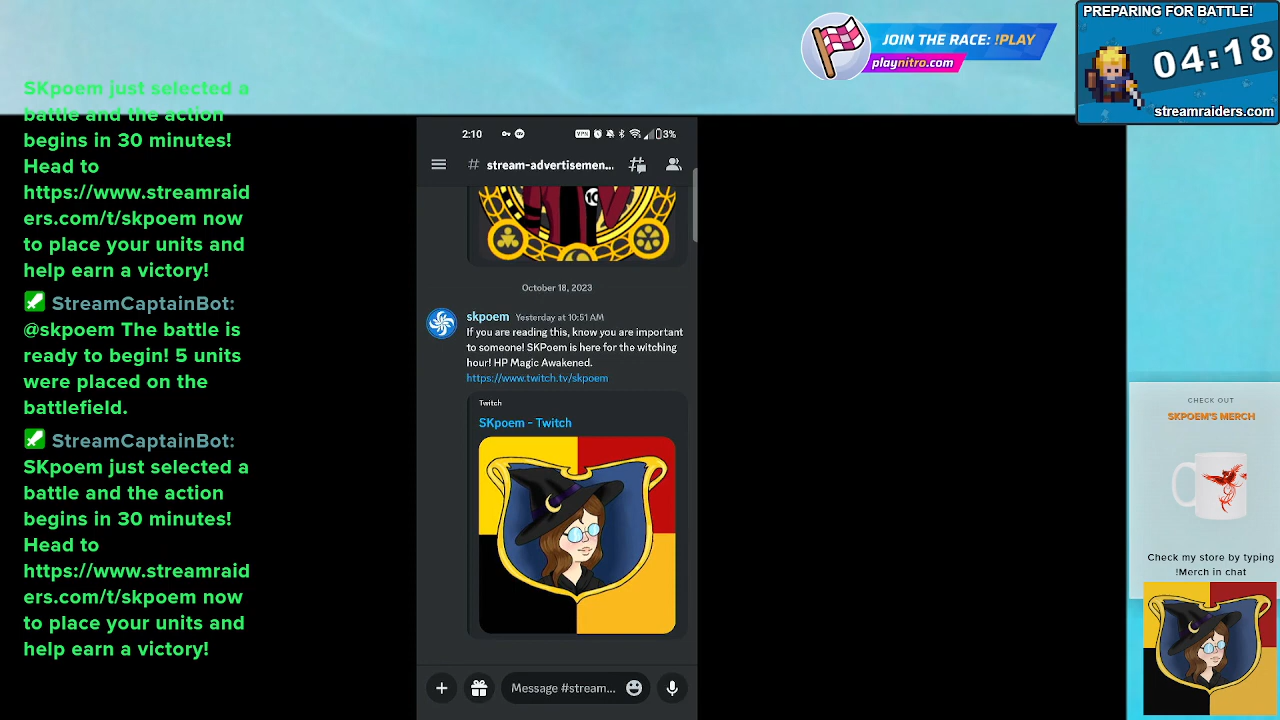 PREPARING FOR BATTLE!
04:18
streamraiders.com
JOIN THE RACE: !PLAY
playnitro.com
SKpoem just selected a
battle and the action
begins in 30 minutes!
Head to
https://www.streamraid
ers.com/t/skpoem now
to place your units and
help earn a victory!
StreamCaptainBot:
@skpoem The battle is
ready to begin! 5 units
were placed on the
battlefield.
StreamCaptainBot:
SKpoem just selected a
battle and the action
begins in 30 minutes!
Head to
https://www.streamraid
ers.com/t/skpoem now
to place your units and
help earn a victory!
2:10
VPN
3%
# stream-advertisemen...
October 18, 2023
skpoem Yesterday at 10:51 AM
If you are reading this, know you are important
to someone! SKPoem is here for the witching
hour! HP Magic Awakened.
https://www.twitch.tv/skpoem
Twitch
SKpoem - Twitch
Message #stream...
CHECK OUT
SKPOEM'S MERCH
Check my store by typing
!Merch in chat